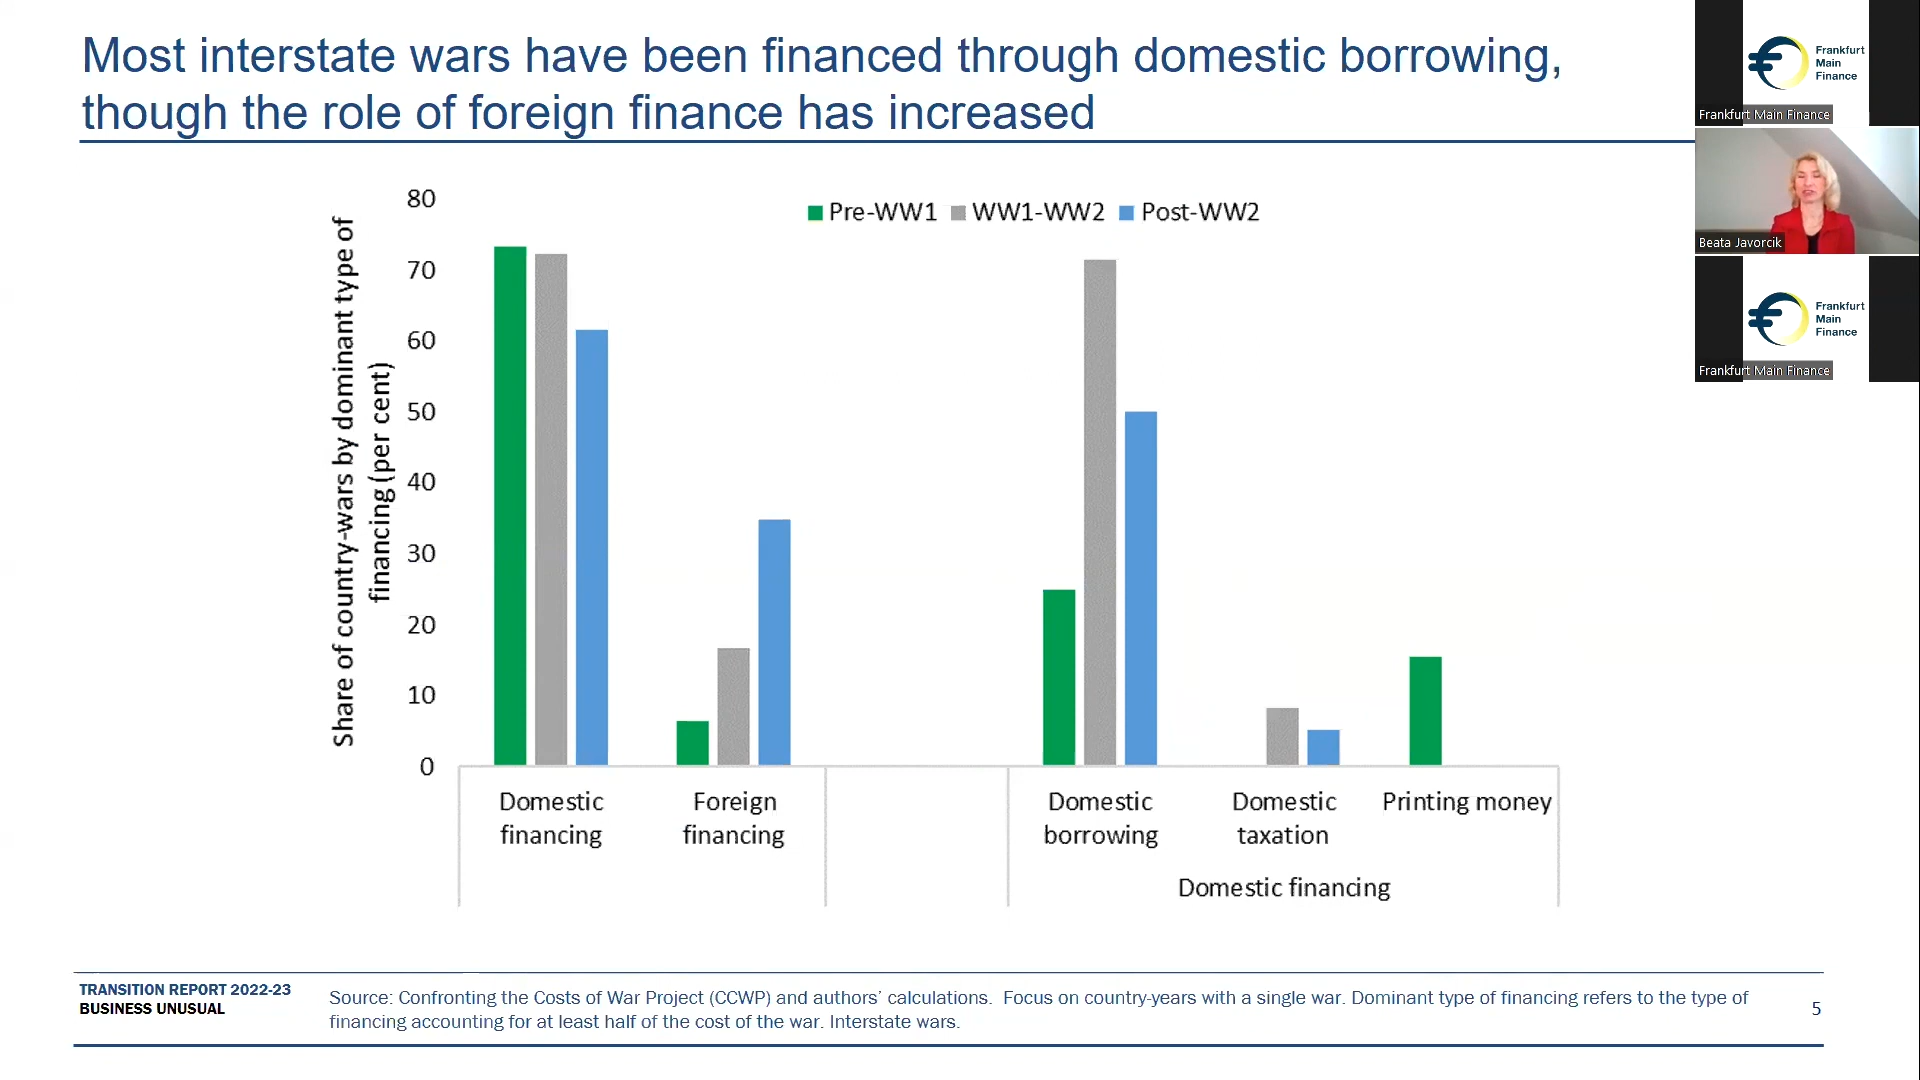 Most interstate wars have been financed through domestic borrowing,
though the role of foreign finance has increased
Share of country-wars by dominant type of
financing (per cent)
80
70
60
50
40
30
20
10
0
Pre-WW1 WW1-WW2 Post-WW2
Domestic
financing
Foreign
financing
Domestic
borrowing
Domestic
taxation
Printing money
Domestic financing
TRANSITION REPORT 2022-23
BUSINESS UNUSUAL
Source: Confronting the Costs of War Project (CCWP) and authors’ calculations. Focus on country-years with a single war. Dominant type of financing refers to the type of
financing accounting for at least half of the cost of the war. Interstate wars.
5
Frankfurt
Main
Finance
Frankfurt Main Finance
Beata Javorcik
Frankfurt
Main
Finance
Frankfurt Main Finance